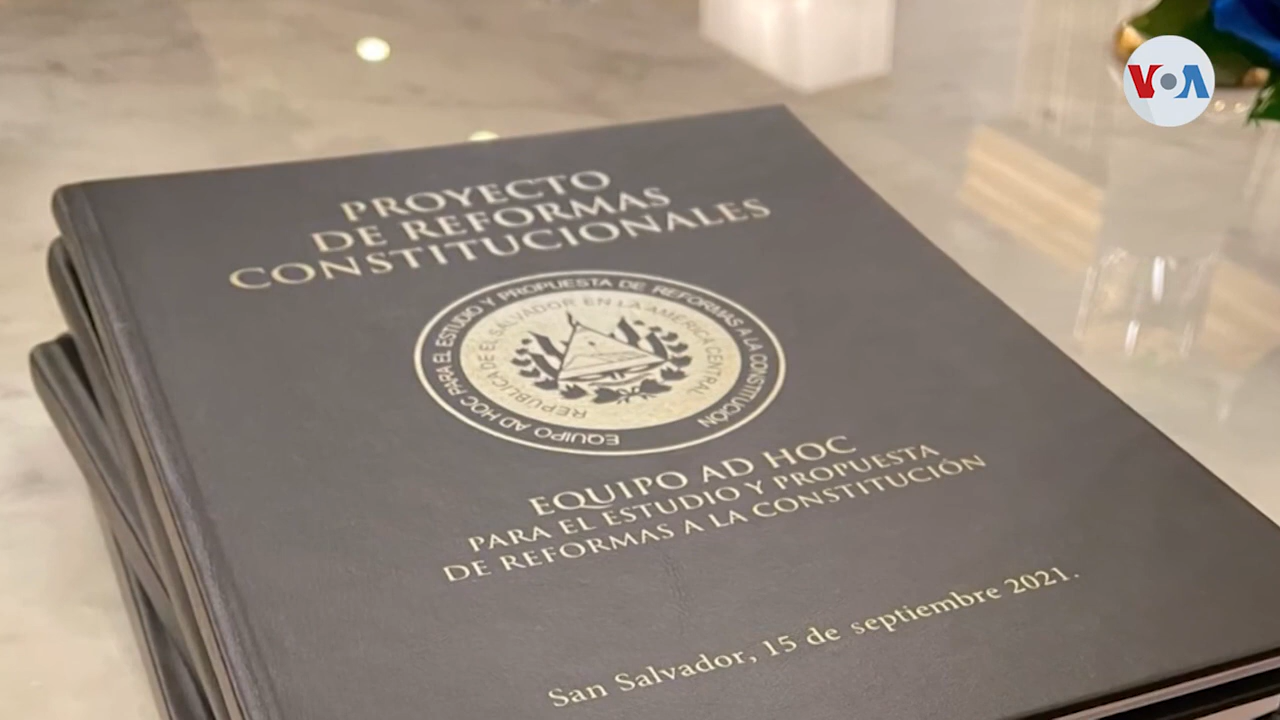 VOA
PROYECTO
DE REFORMAS
CONSTITUCIONALES
EQUIPO AD HOC PARA EL ESTUDIO Y PROPUESTA DE REFORMAS A LA CONSTITUCIÓN
REPUBLICA DE EL SALVADOR EN LA AMERICA CENTRAL
EQUIPO AD HOC
PARA EL ESTUDIO Y PROPUESTA
DE REFORMAS A LA CONSTITUCIÓN
San Salvador, 15 de septiembre 2021.